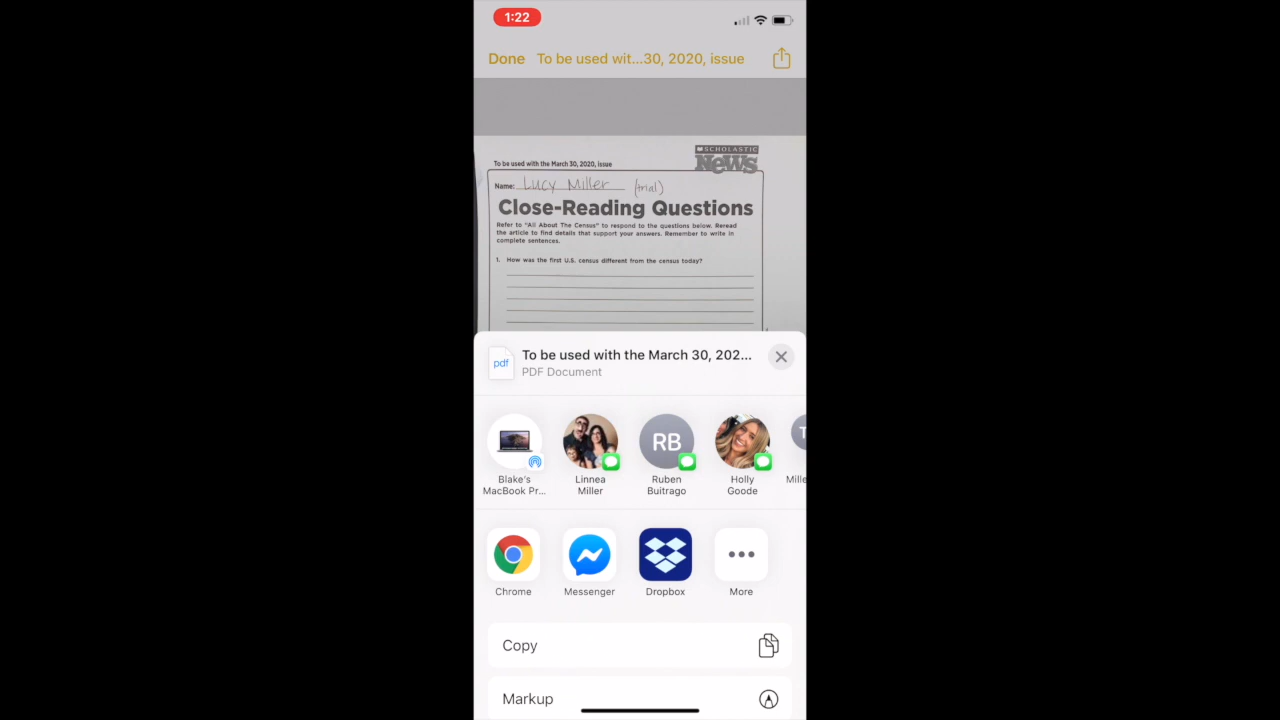 1:22
Done To be used wit...30, 2020, issue
SCHOLASTIC
To be used with the March 30, 2020, issue
NeWs
Name: Lucy Miller (trial)
Close-Reading Questions
Refer to "All About The Census" to respond to the questions below. Reread
the article to find details that support your answers. Remember to write in
complete sentences.
1. How was the first U.S. census different from the census today?
pdf
To be used with the March 30, 202...
PDF Document
RB
T
Blake's
MacBook Pr...
Linnea
Miller
Ruben
Buitrago
Holly
Goode
Mille
Chrome
Messenger
Dropbox
More
Copy
Markup